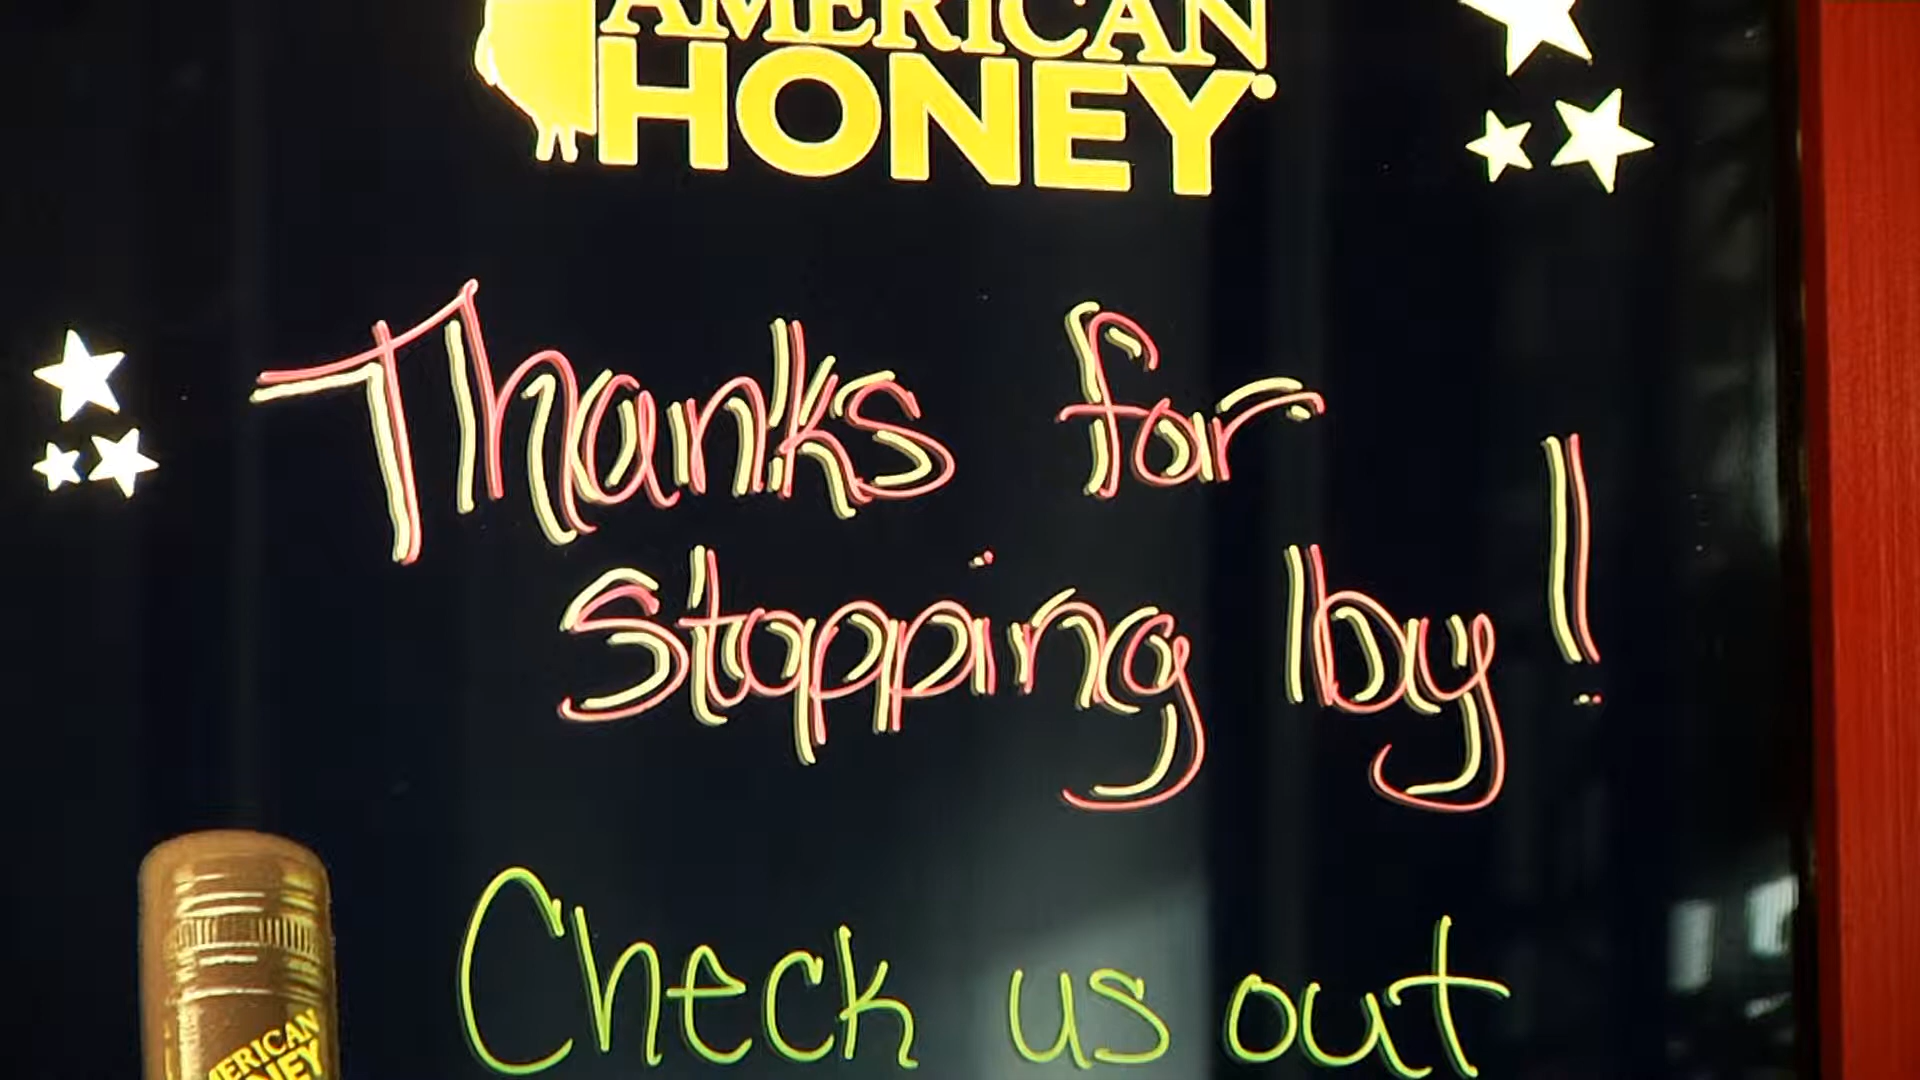 AMERICAN
HONEY
Thanks for
stopping by!
Check us out
AMERICAN
HONEY